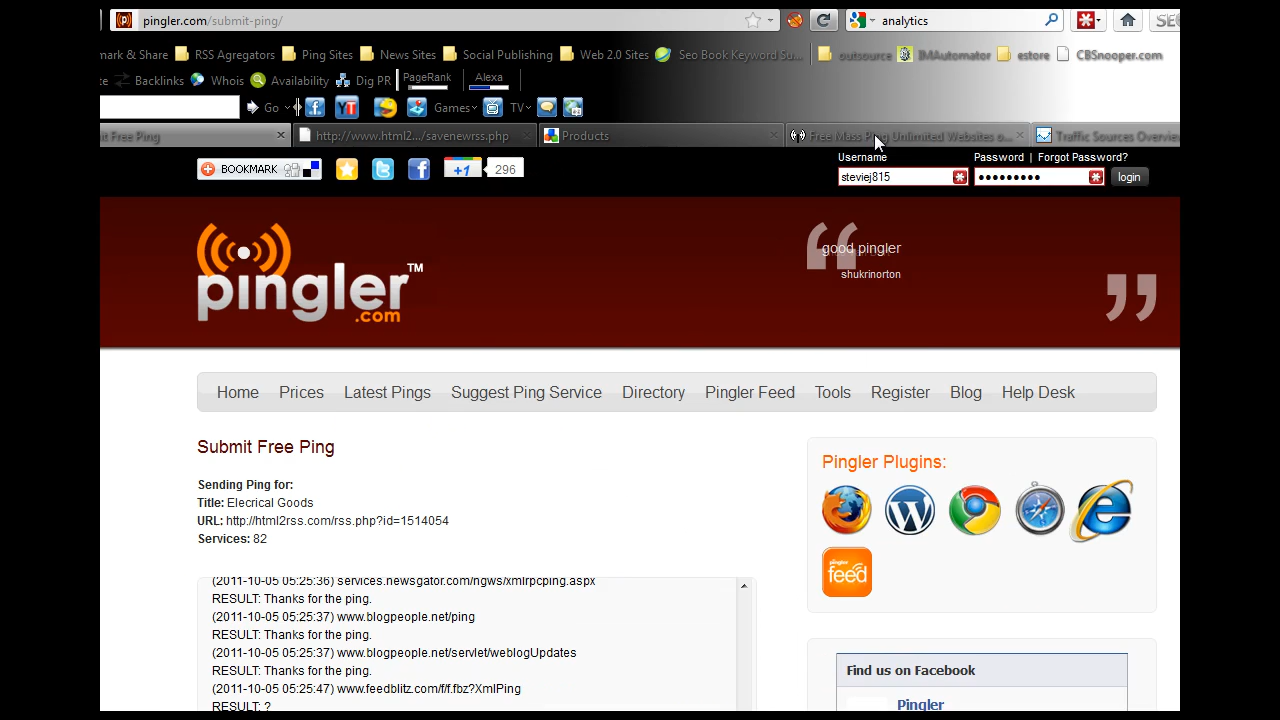 pingler.com/submit-ping/
analytics
SEO
mark & Share
RSS Agregators
Ping Sites
News Sites
Social Publishing
Web 2.0 Sites
Seo Book Keyword Su...
outsource
IMAutomator
estore
CBSnooper.com
Backlinks
Whois
Availability
Dig PR
PageRank
Alexa
Go
Games
TV
it Free Ping
http://www.html2.../savenewrss.php
Products
Free Mass Ping Unlimited Websites o...
Traffic Sources Overview
BOOKMARK
+1
296
Username
Password | Forgot Password?
steviej815
login
pingler
.com
TM
good pingler
shukrinorton
Home
Prices
Latest Pings
Suggest Ping Service
Directory
Pingler Feed
Tools
Register
Blog
Help Desk
Submit Free Ping
Sending Ping for:
Title: Elecrical Goods
URL: http://html2rss.com/rss.php?id=1514054
Services: 82
(2011-10-05 05:25:36) services.newsgator.com/ngws/xmlrpcping.aspx
RESULT: Thanks for the ping.
(2011-10-05 05:25:37) www.blogpeople.net/ping
RESULT: Thanks for the ping.
(2011-10-05 05:25:37) www.blogpeople.net/servlet/weblogUpdates
RESULT: Thanks for the ping.
(2011-10-05 05:25:47) www.feedblitz.com/f/f.fbz?XmlPing
RESULT: ?
Pingler Plugins:
pingler
feed
Find us on Facebook
Pingler